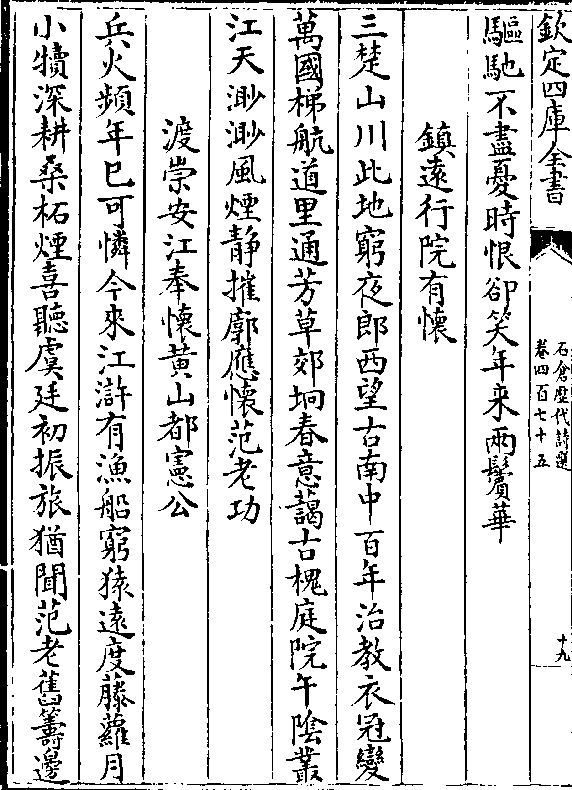 欽定四庫全書
石倉歷代詩選
卷四百七十五
十九
驅馳不盡憂時恨卻笑年来兩鬢華
鎮遠行院有懷
三楚山川此地窮夜郎西望古南中百年治教衣冠變
萬國梯航道里通芳草郊坰春意藹古槐庭院午陰叢
江天渺渺風煙静摧廓應懷范老功
渡崇安江奉懷黃山都憲公
兵火頻年已可憐今來江滸有漁船窮猿遠度藤蘿月
小犢深耕桑柘煙喜聽虞廷初振旅猶聞范老舊籌邊